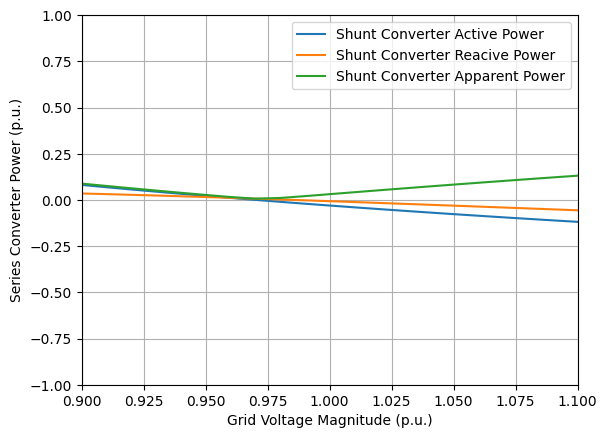 1.00
0.75
0.50
0.25
0.00
−0.25
−0.50
−0.75
−1.00
Series Converter Power (p.u.)
Shunt Converter Active Power
Shunt Converter Reacive Power
Shunt Converter Apparent Power
0.900 0.925 0.950 0.975 1.000 1.025 1.050 1.075 1.100
Grid Voltage Magnitude (p.u.)